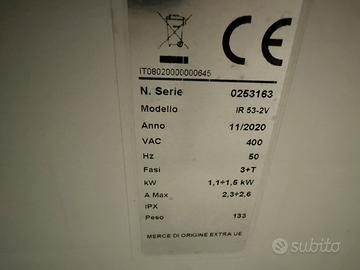 CE
IT08020000000645
N. Serie 0253163
Modello IR 53-2V
Anno 11/2020
VAC 400
Hz 50
Fasi 3+T
kW 1,1÷1,5 kW
A Max 2,3÷2,6
IPX
Peso 133
MERCE DI ORIGINE EXTRA UE
subito